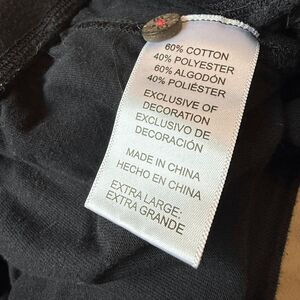 60% COTTON
40% POLYESTER
60% ALGODÓN
40% POLIÉSTER
EXCLUSIVE OF
DECORATION
EXCLUSIVO DE
DECORACIÓN
MADE IN CHINA
HECHO EN CHINA
EXTRA LARGE:
EXTRA GRANDE